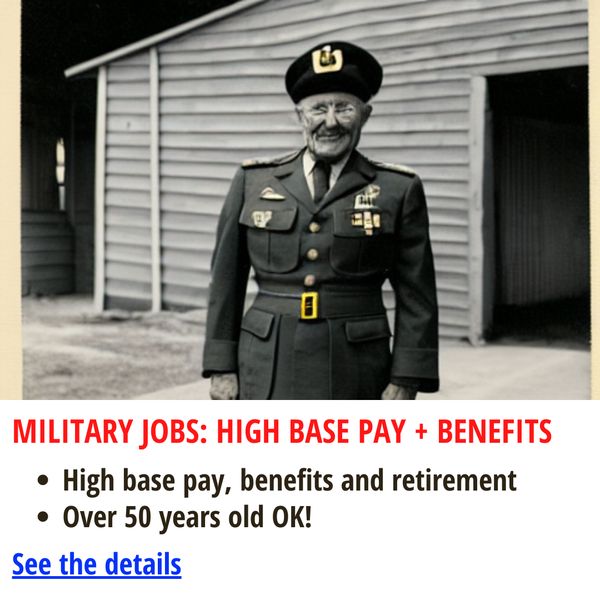 MILITARY JOBS: HIGH BASE PAY + BENEFITS
• High base pay, benefits and retirement
• Over 50 years old OK!
See the details